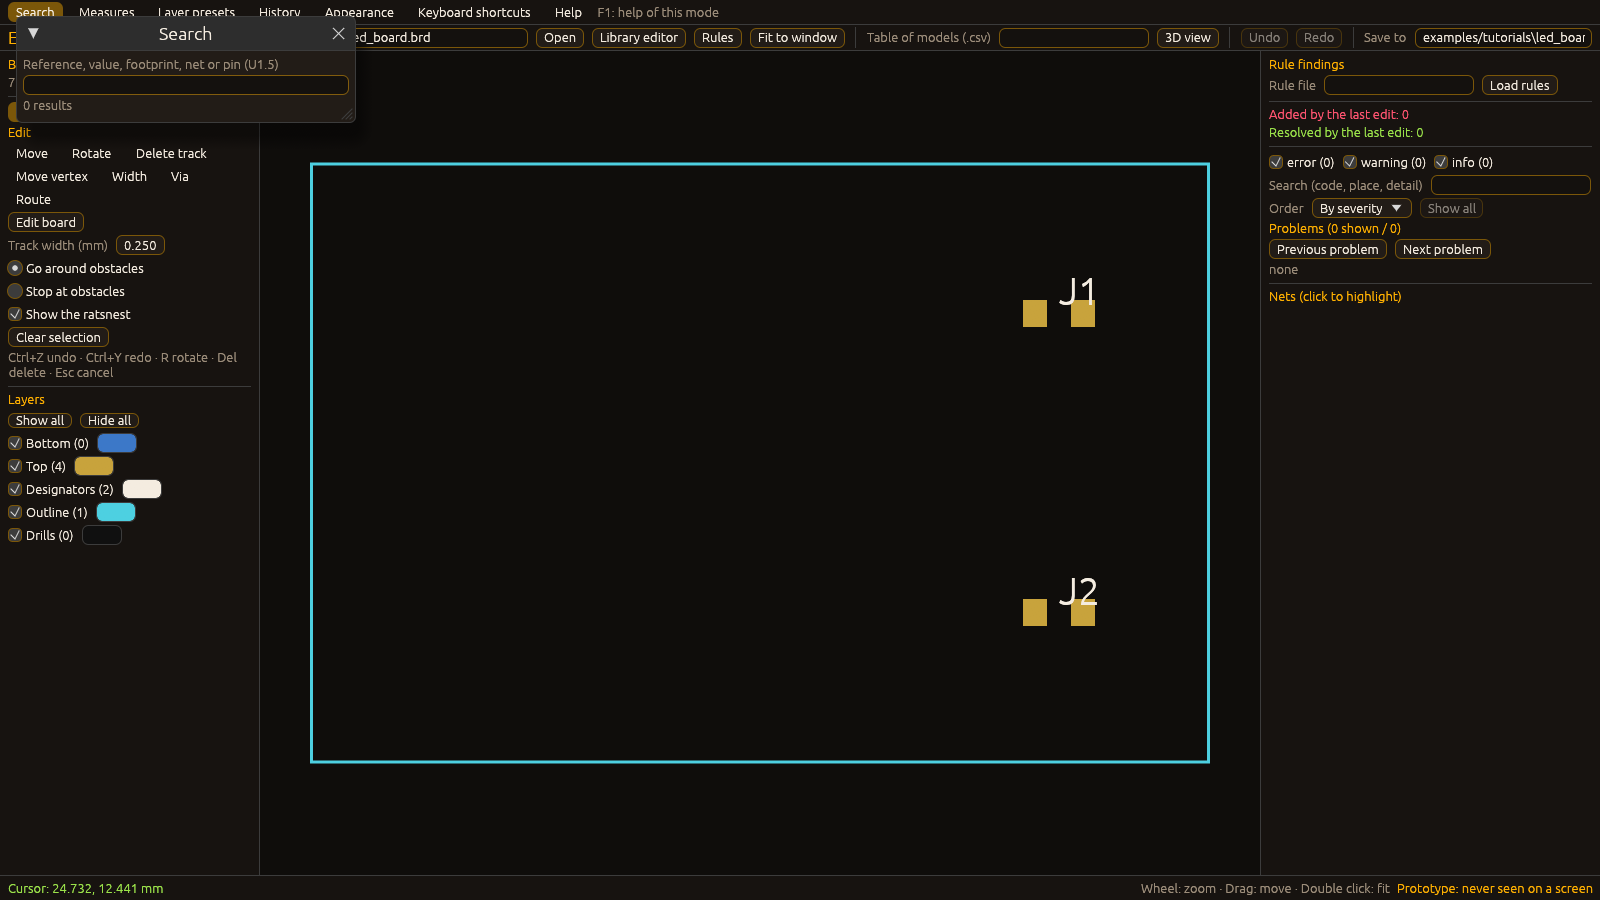 Search Measures Layer presets History Appearance Keyboard shortcuts Help F1: help of this mode
Search
ed_board.brd Open Library editor Rules Fit to window Table of models (.csv) 3D view Undo Redo Save to examples/tutorials\led_boar
Reference, value, footprint, net or pin (U1.5)
0 results
Edit
Move Rotate Delete track
Move vertex Width Via
Route
Edit board
Track width (mm) 0.250
Go around obstacles
Stop at obstacles
Show the ratsnest
Clear selection
Ctrl+Z undo · Ctrl+Y redo · R rotate · Del
delete · Esc cancel
Layers
Show all Hide all
Bottom (0)
Top (4)
Designators (2)
Outline (1)
Drills (0)
J1
J2
Rule findings
Rule file Load rules
Added by the last edit: 0
Resolved by the last edit: 0
error (0) warning (0) info (0)
Search (code, place, detail)
Order By severity Show all
Problems (0 shown / 0)
Previous problem Next problem
none
Nets (click to highlight)
Cursor: 24.732, 12.441 mm
Wheel: zoom · Drag: move · Double click: fit Prototype: never seen on a screen